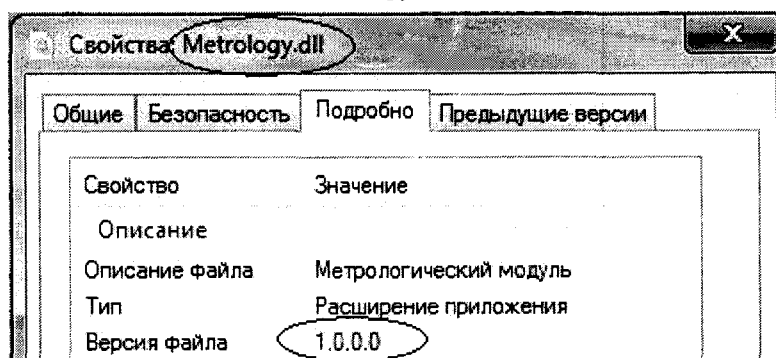 Свойства: Metrology.dll
Общие Безопасность Подробно Предыдущие версии
Свойство Значение
Описание
Описание файла Метрологический модуль
Тип Расширение приложения
Версия файла 1.0.0.0